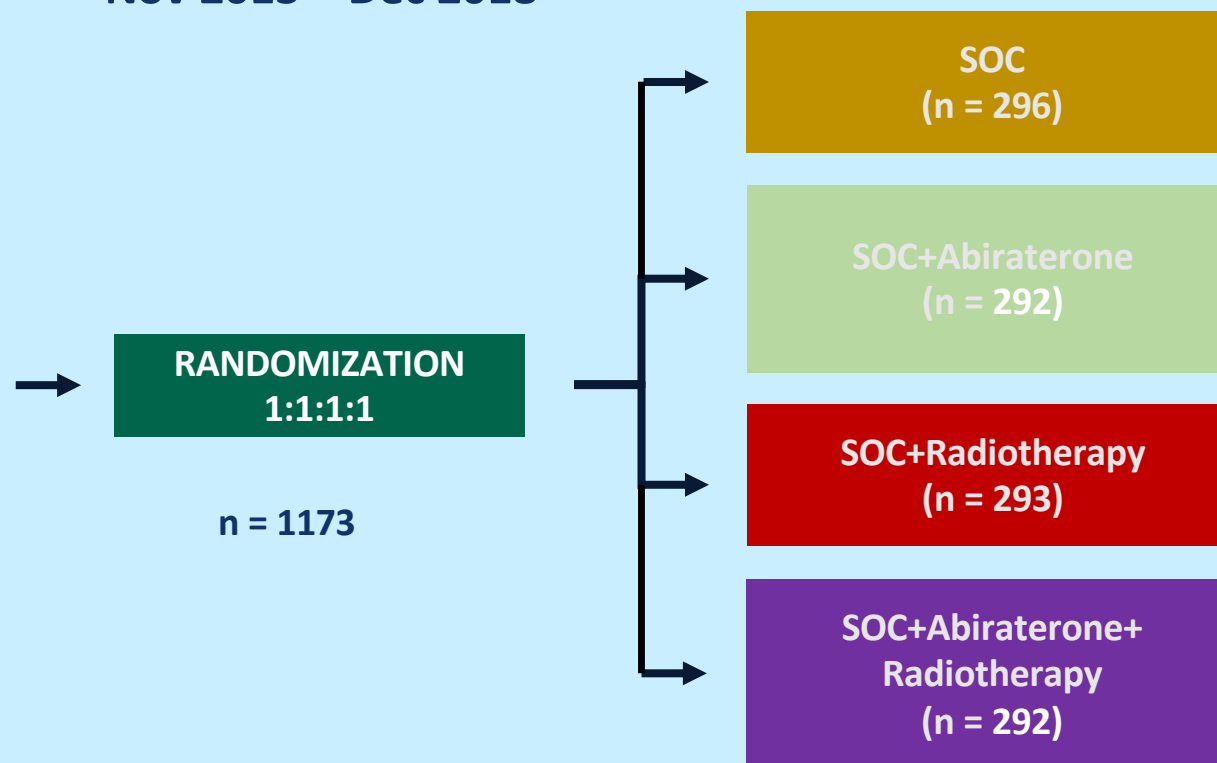 RANDOMIZATION
1:1:1:1
n = 1173
SOC
(n = 296)
SOC+Abiraterone
(n = 292)
SOC+Radiotherapy
(n = 293)
SOC+Abiraterone+
Radiotherapy
(n = 292)